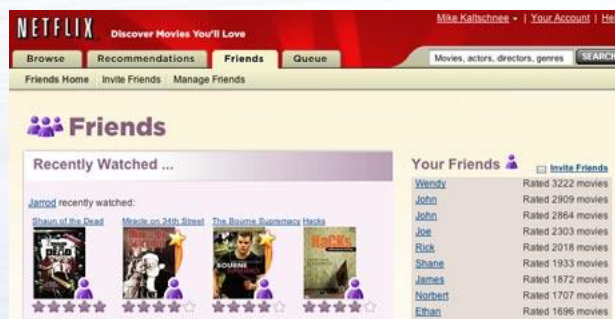 NETFLIX Discover Movies You'll Love
Mike Kaltschnee | Your Account | He
Browse Recommendations Friends Queue
Movies, actors, directors, genres SEARCH
Friends Home Invite Friends Manage Friends
Friends
Recently Watched ...
Jarrod recently watched:
Shaun of the Dead Miracle on 34th Street The Bourne Supremacy Hacks
BOURNE
HaCKs
Your Friends Invite Friends
Wendy Rated 3222 movies
John Rated 2909 movies
John Rated 2864 movies
Joe Rated 2303 movies
Rick Rated 2018 movies
Shane Rated 1933 movies
James Rated 1872 movies
Norbert Rated 1707 movies
Ethan Rated 1696 movies